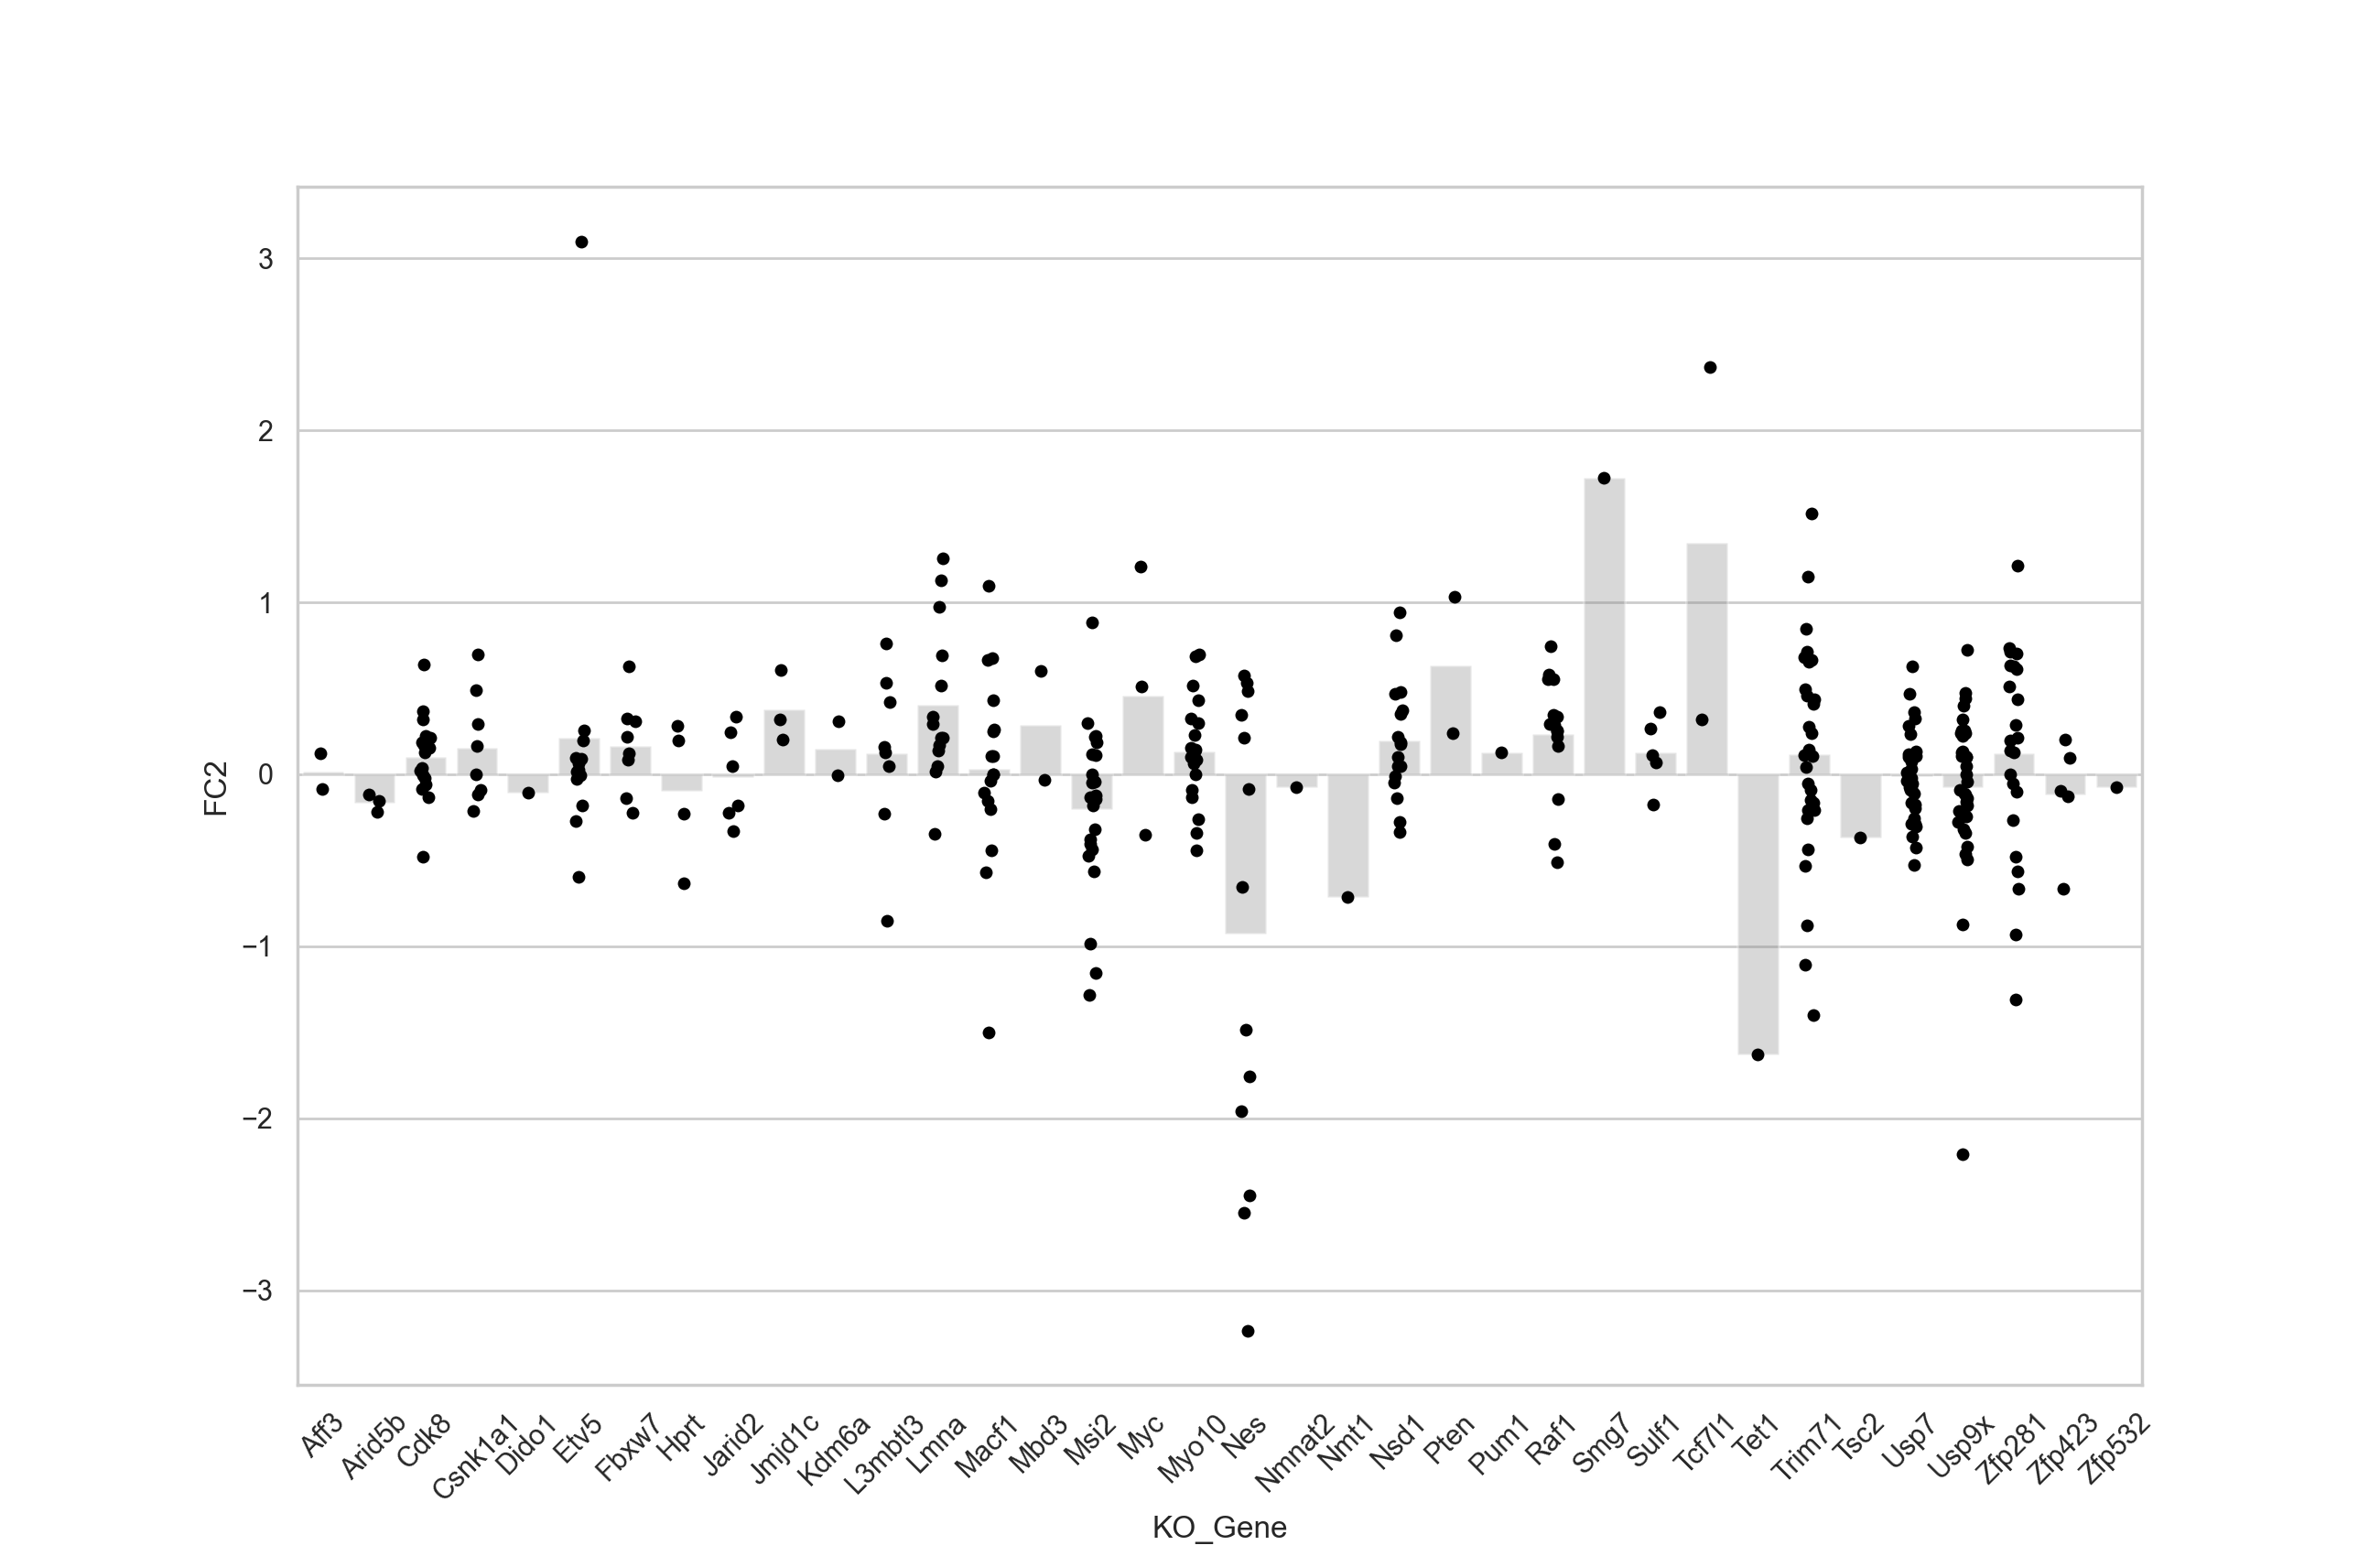 3
2
1
0
−1
−2
−3
FC2
Aff3
Arid5b
Cdk8
Csnk1a1
Dido1
Etv5
Fbxw7
Hprt
Jarid2
Jmjd1c
Kdm6a
L3mbtl3
Lmna
Macf1
Mbd3
Msi2
Myc
Myo10
Nes
Nmnat2
Nmt1
Nsd1
Pten
Pum1
Raf1
Smg7
Sulf1
Tcf7l1
Tet1
Trim71
Tsc2
Usp7
Usp9x
Zfp281
Zfp423
Zfp532
KO_Gene